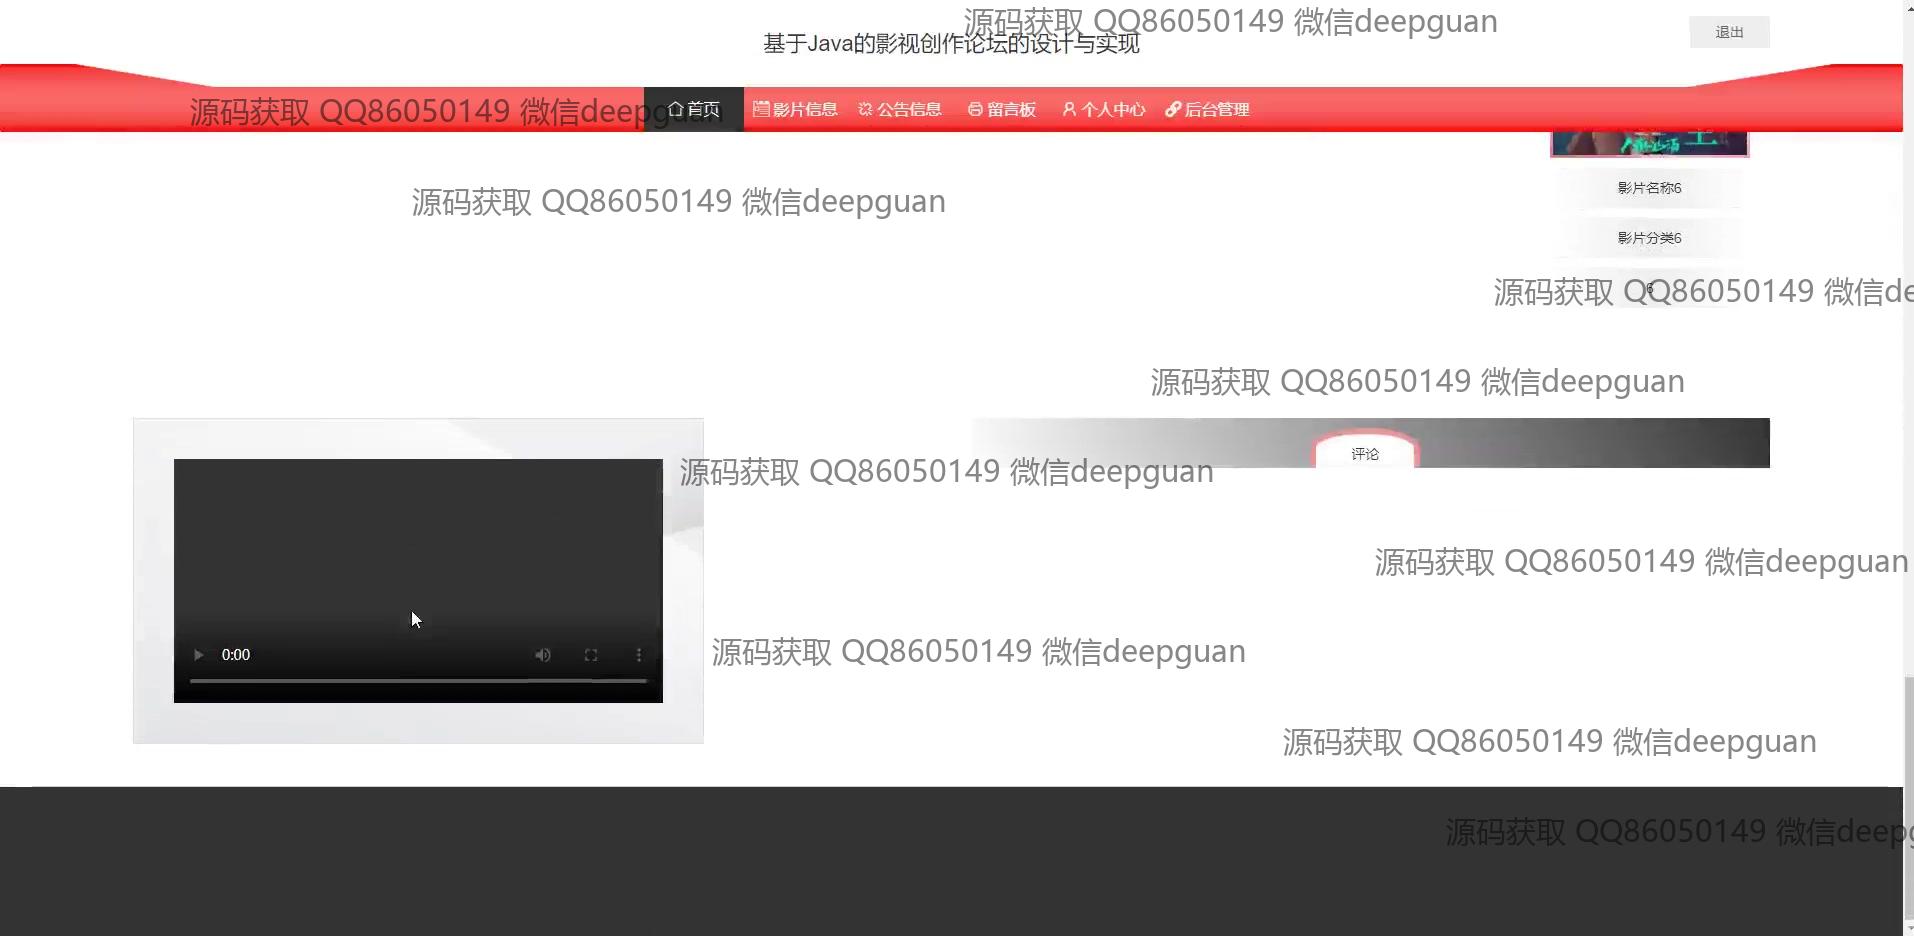 源码获取 QQ86050149 微信deepguan
基于Java的影视创作论坛的设计与实现
退出
源码获取 QQ86050149 微信deepguan
首页
影片信息
公告信息
留言板
个人中心
后台管理
影片名称6
源码获取 QQ86050149 微信deepguan
影片分类6
源码获取 QQ86050149 微信de
6
源码获取 QQ86050149 微信deepguan
评论
源码获取 QQ86050149 微信deepguan
源码获取 QQ86050149 微信deepguan
0:00
源码获取 QQ86050149 微信deepguan
源码获取 QQ86050149 微信deepguan
源码获取 QQ86050149 微信deepg